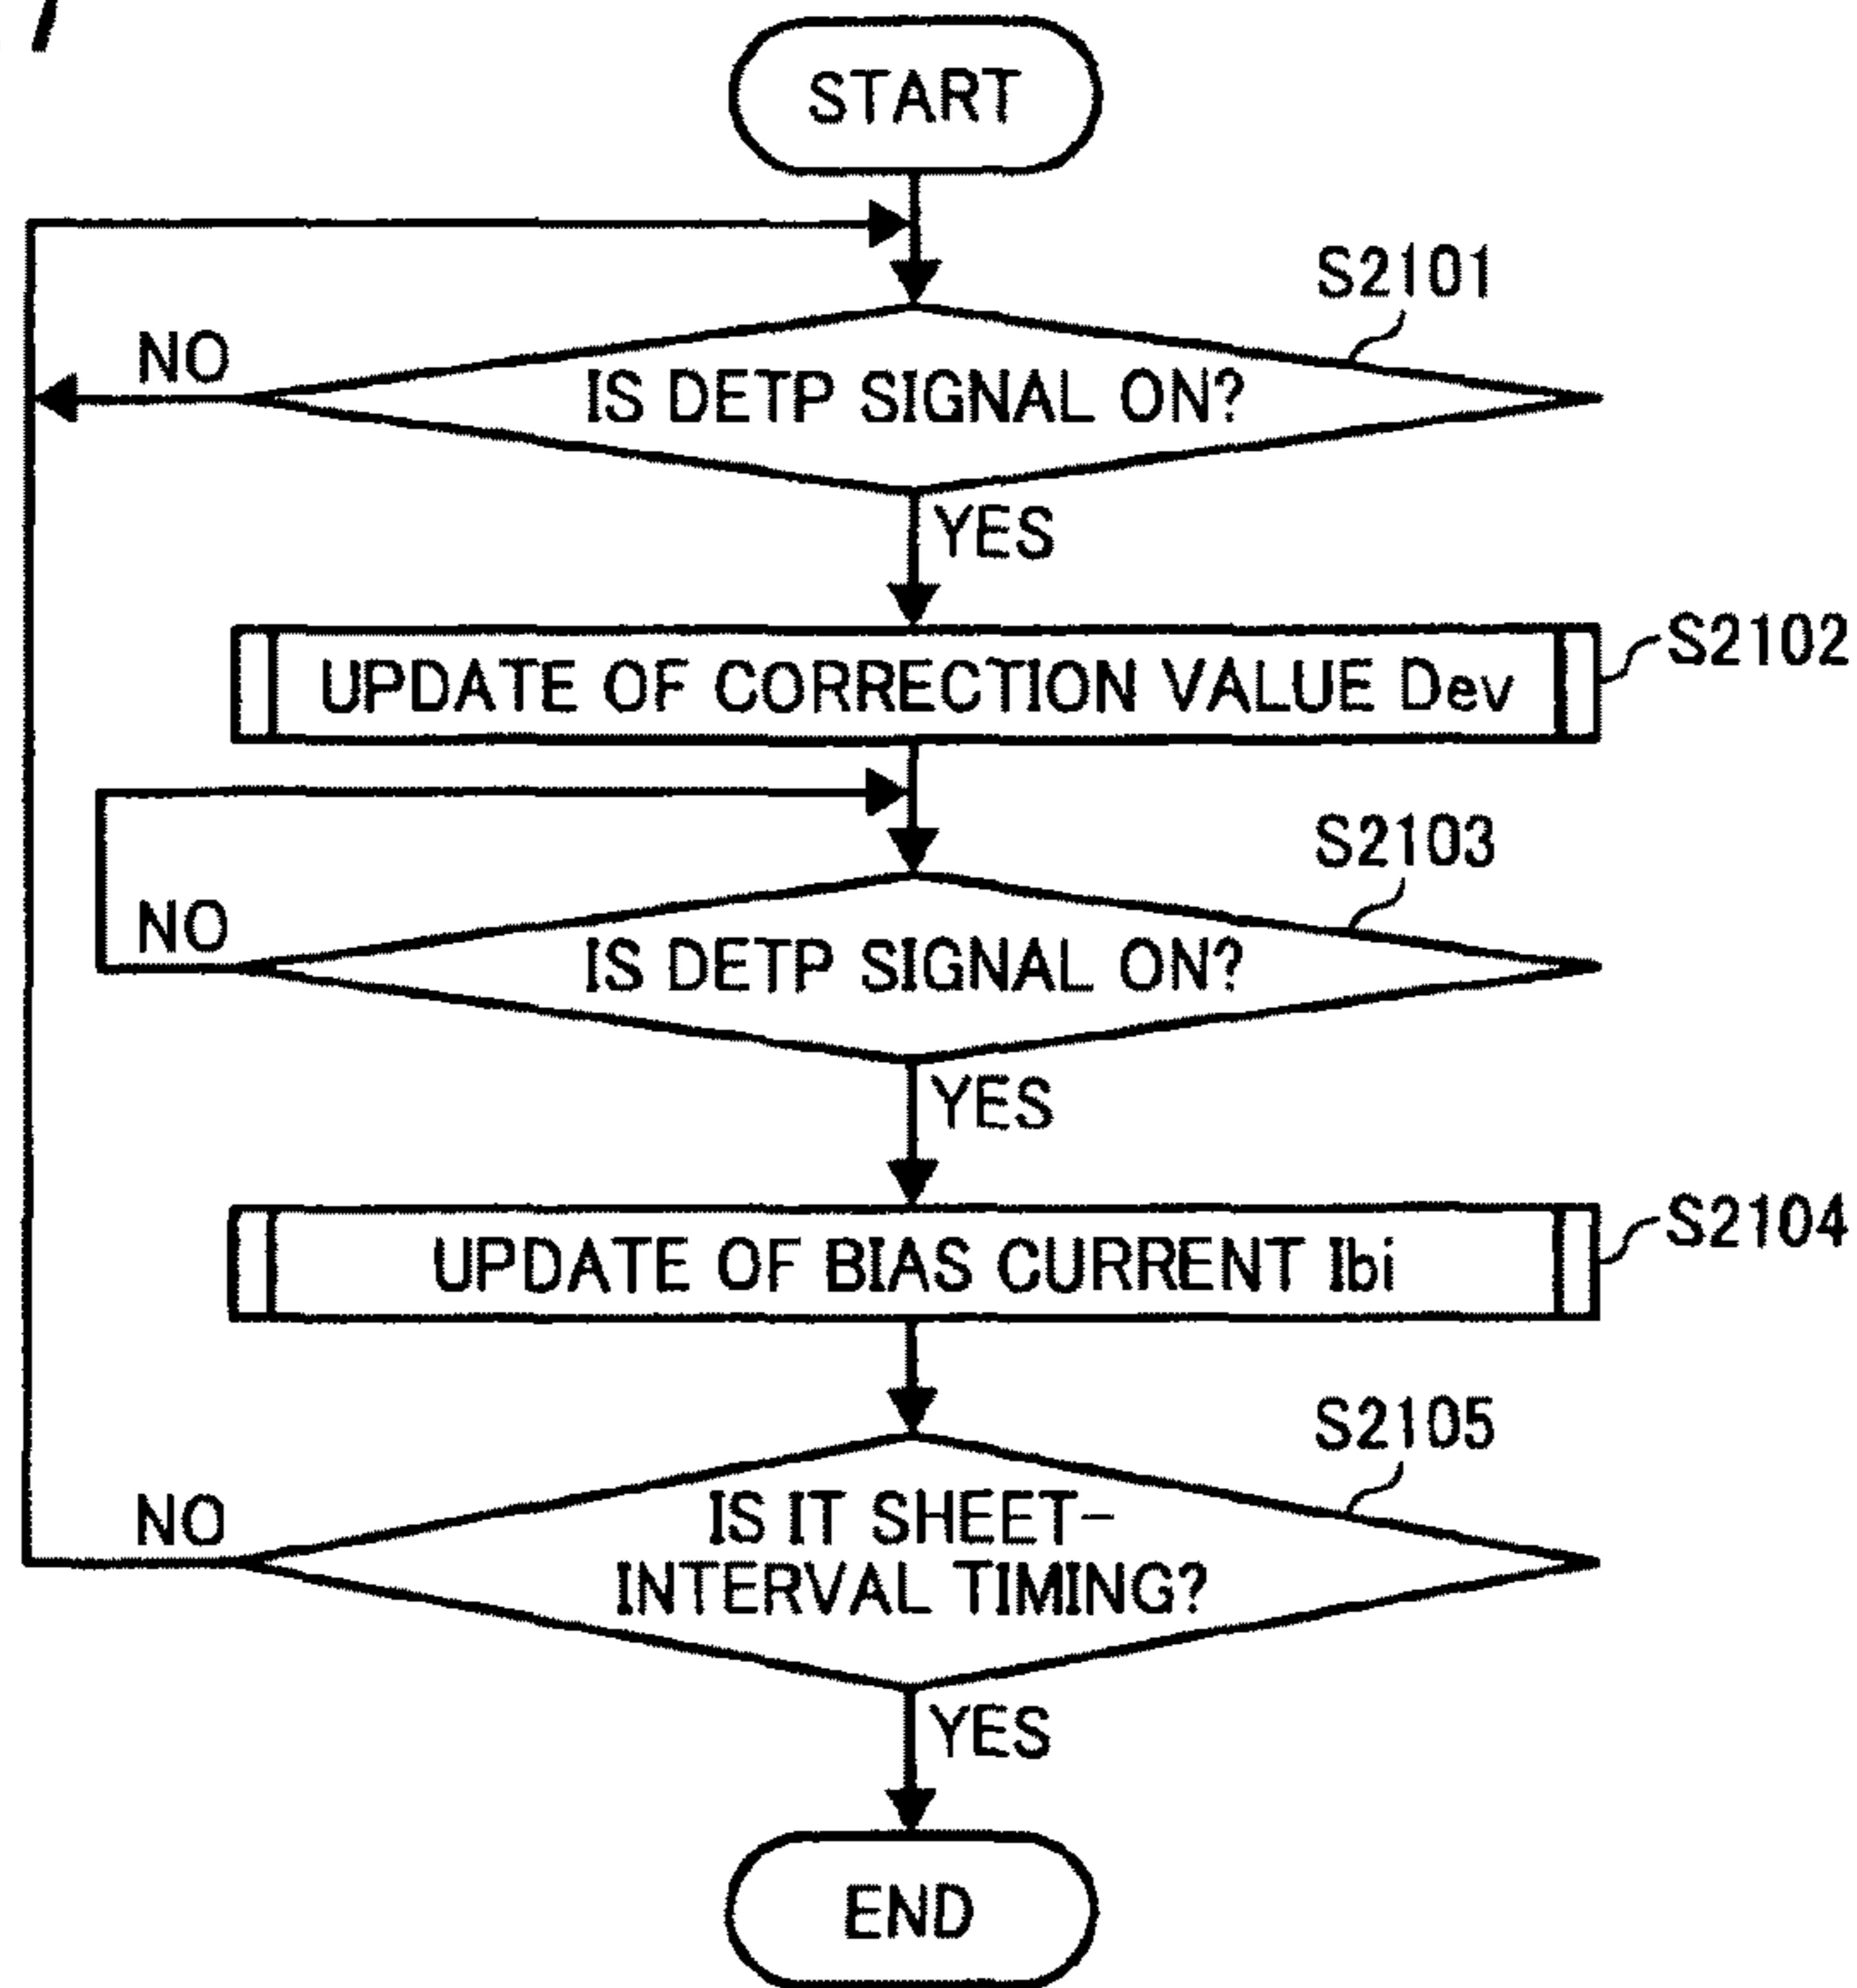 START
S2101
NO
IS DETP SIGNAL ON?
YES
UPDATE OF CORRECTION VALUE Dev
S2102
S2103
NO
IS DETP SIGNAL ON?
YES
UPDATE OF BIAS CURRENT Ibi
S2104
S2105
NO
IS IT SHEET-
INTERVAL TIMING?
YES
END